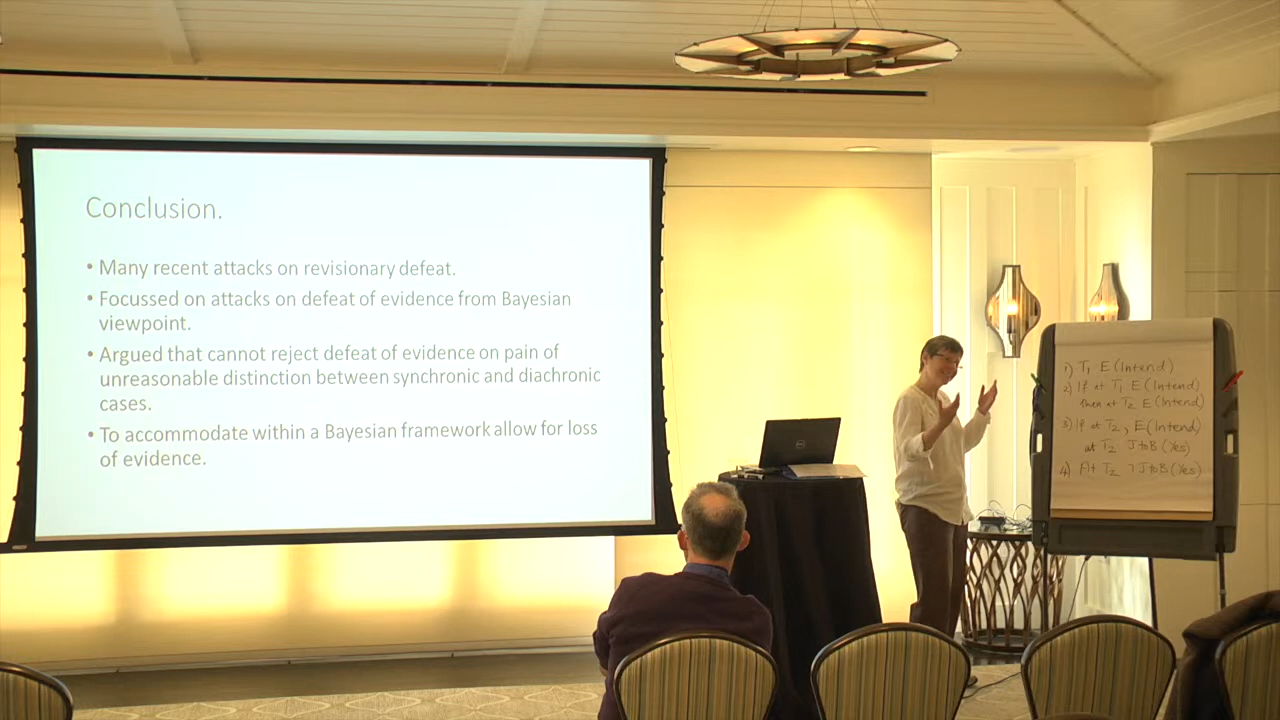 Conclusion.
• Many recent attacks on revisionary defeat.
• Focussed on attacks on defeat of evidence from Bayesian
viewpoint.
• Argued that cannot reject defeat of evidence on pain of
unreasonable distinction between synchronic and diachronic
cases.
• To accommodate within a Bayesian framework allow for loss
of evidence.
1) T1 E(Intend)
2) If at T1 E(Intend)
Then at T2 E(Intend)
3) If at T2, E(Intend)
at T2 JtoB(Yes)
4) At T2 ¬JtoB(Yes)
DELL